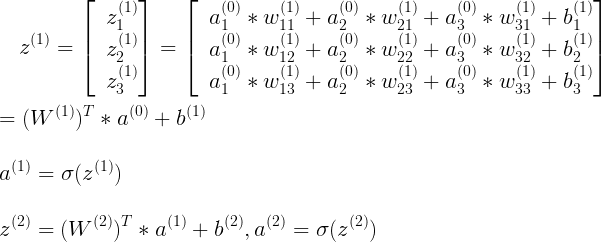 z^{(1)} = \begin{bmatrix} z_1^{(1)} \\ z_2^{(1)} \\ z_3^{(1)} \end{bmatrix} = \begin{bmatrix} a_1^{(0)} * w_{11}^{(1)} + a_2^{(0)} * w_{21}^{(1)} + a_3^{(0)} * w_{31}^{(1)} + b_1^{(1)} \\ a_1^{(0)} * w_{12}^{(1)} + a_2^{(0)} * w_{22}^{(1)} + a_3^{(0)} * w_{32}^{(1)} + b_2^{(1)} \\ a_1^{(0)} * w_{13}^{(1)} + a_2^{(0)} * w_{23}^{(1)} + a_3^{(0)} * w_{33}^{(1)} + b_3^{(1)} \end{bmatrix}
= (W^{(1)})^T * a^{(0)} + b^{(1)}
a^{(1)} = σ(z^{(1)})
z^{(2)} = (W^{(2)})^T * a^{(1)} + b^{(2)}, a^{(2)} = σ(z^{(2)})